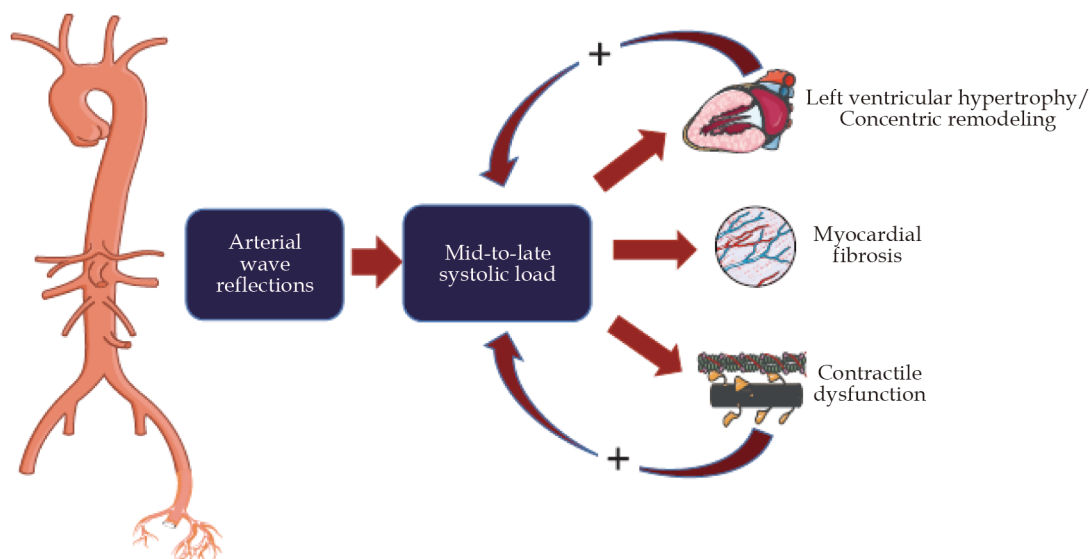 +
Left ventricular hypertrophy/
Concentric remodeling
Arterial
wave
reflections
Mid-to-late
systolic load
Myocardial
fibrosis
Contractile
dysfunction
+